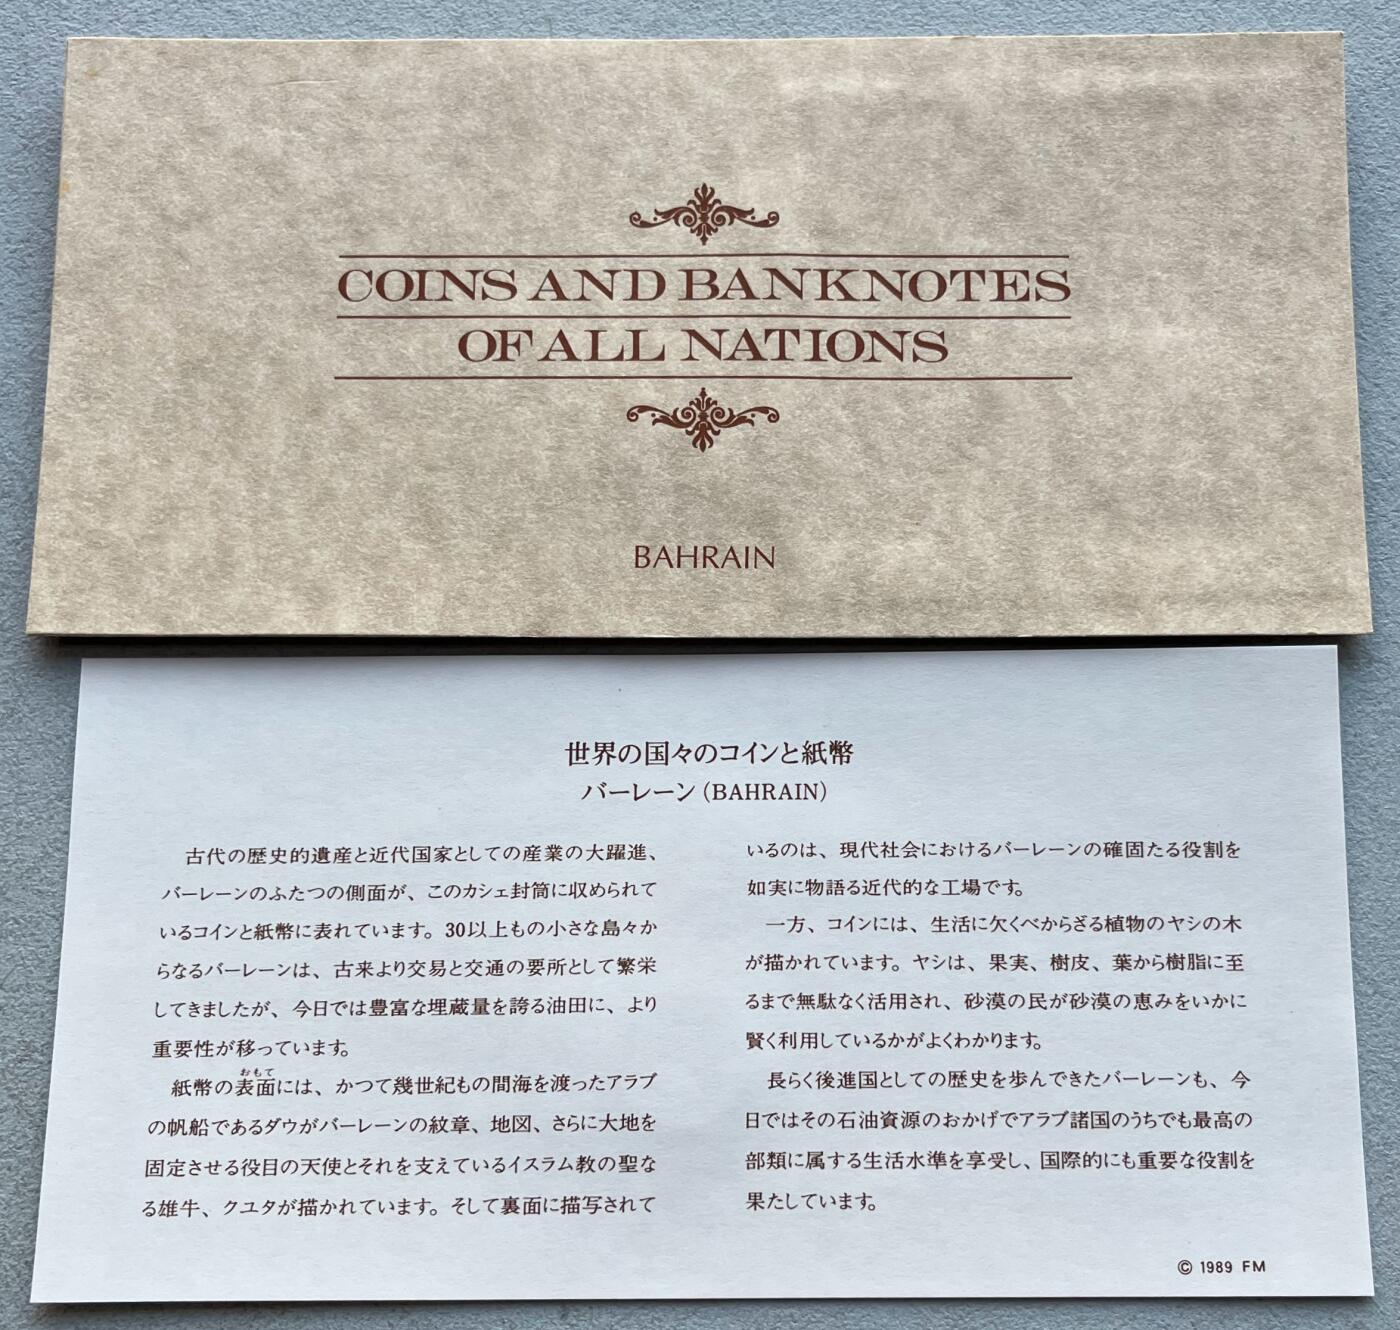 COINS AND BANKNOTES
OF ALL NATIONS
BAHRAIN
世界の国々のコインと紙幣
バーレーン（BAHRAIN）
古代の歴史的遺産と近代国家としての産業の大躍進、
バーレーンのふたつの側面が、このカシェ封筒に収められて
いるコインと紙幣に表れています。30以上もの小さな島々か
らなるバーレーンは、古来より交易と交通の要所として繁栄
してきましたが、今日では豊富な埋蔵量を誇る油田に、より
重要性が移っています。
おもて
紙幣の表面には、かつて幾世紀もの間海を渡ったアラブ
の帆船であるダウがバーレーンの紋章、地図、さらに大地を
固定させる役目の天使とそれを支えているイスラム教の聖な
る雄牛、クユタが描かれています。そして裏面に描写されて
いるのは、現代社会におけるバーレーンの確固たる役割を
如実に物語る近代的な工場です。
一方、コインには、生活に欠くべからざる植物のヤシの木
が描かれています。ヤシは、果実、樹皮、葉から樹脂に至
るまで無駄なく活用され、砂漠の民が砂漠の恵みをいかに
賢く利用しているかがよくわかります。
長らく後進国としての歴史を歩んできたバーレーンも、今
日ではその石油資源のおかげでアラブ諸国のうちでも最高の
部類に属する生活水準を享受し、国際的にも重要な役割を
果たしています。
© 1989 FM